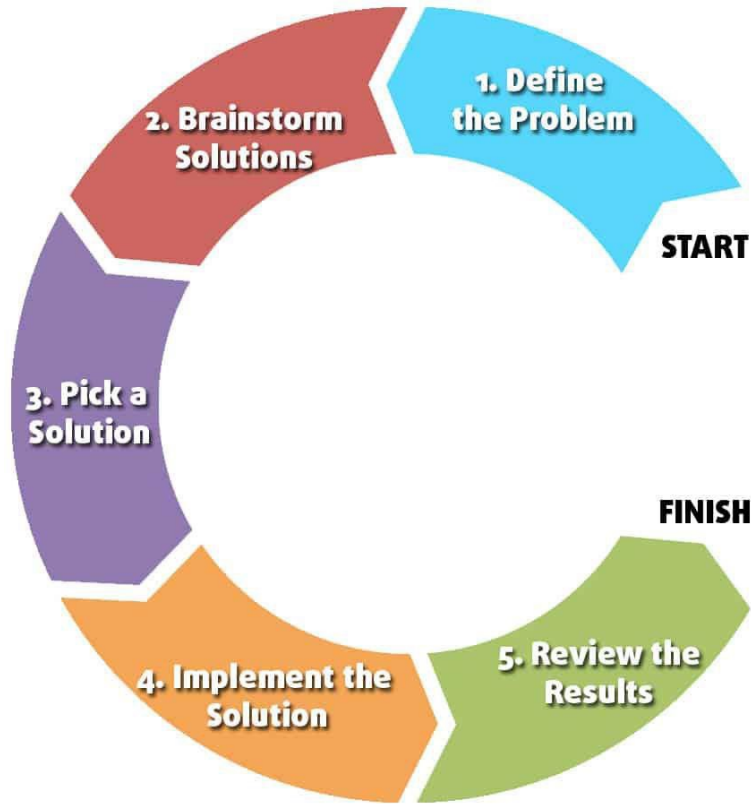 START
1. Define
the Problem
2. Brainstorm
Solutions
3. Pick a
Solution
4. Implement the
Solution
5. Review the
Results
FINISH